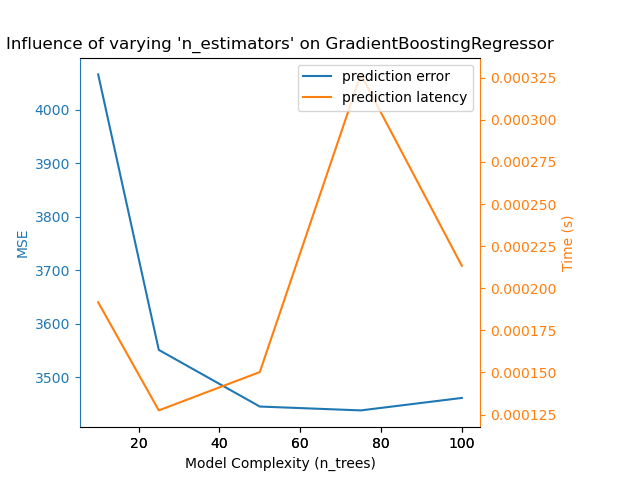 Influence of varying 'n_estimators' on GradientBoostingRegressor
prediction error
prediction latency
4000
3900
3800
3700
3600
3500
MSE
0.000325
0.000300
0.000275
0.000250
0.000225
0.000200
0.000175
0.000150
0.000125
Time (s)
20 40 60 80 100
Model Complexity (n_trees)